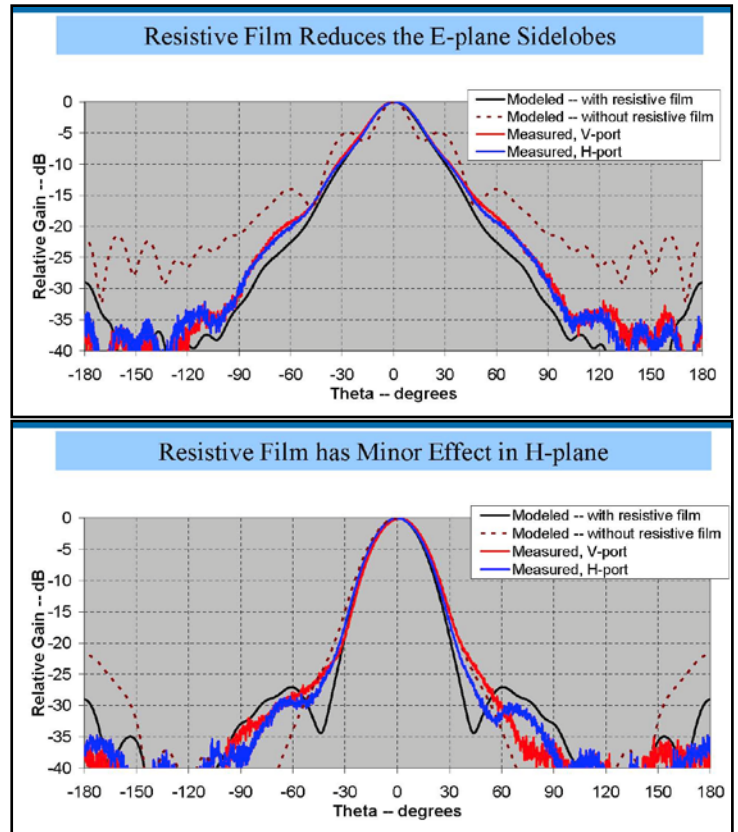 Resistive Film Reduces the E-plane Sidelobes
Modeled -- with resistive film
Modeled -- without resistive film
Measured, V-port
Measured, H-port
Relative Gain -- dB
0
-5
-10
-15
-20
-25
-30
-35
-40
-180 -150 -120 -90 -60 -30 0 30 60 90 120 150 180
Theta -- degrees
Resistive Film has Minor Effect in H-plane
Modeled -- with resistive film
Modeled -- without resistive film
Measured, V-port
Measured, H-port
Relative Gain -- dB
0
-5
-10
-15
-20
-25
-30
-35
-40
-180 -150 -120 -90 -60 -30 0 30 60 90 120 150 180
Theta -- degrees